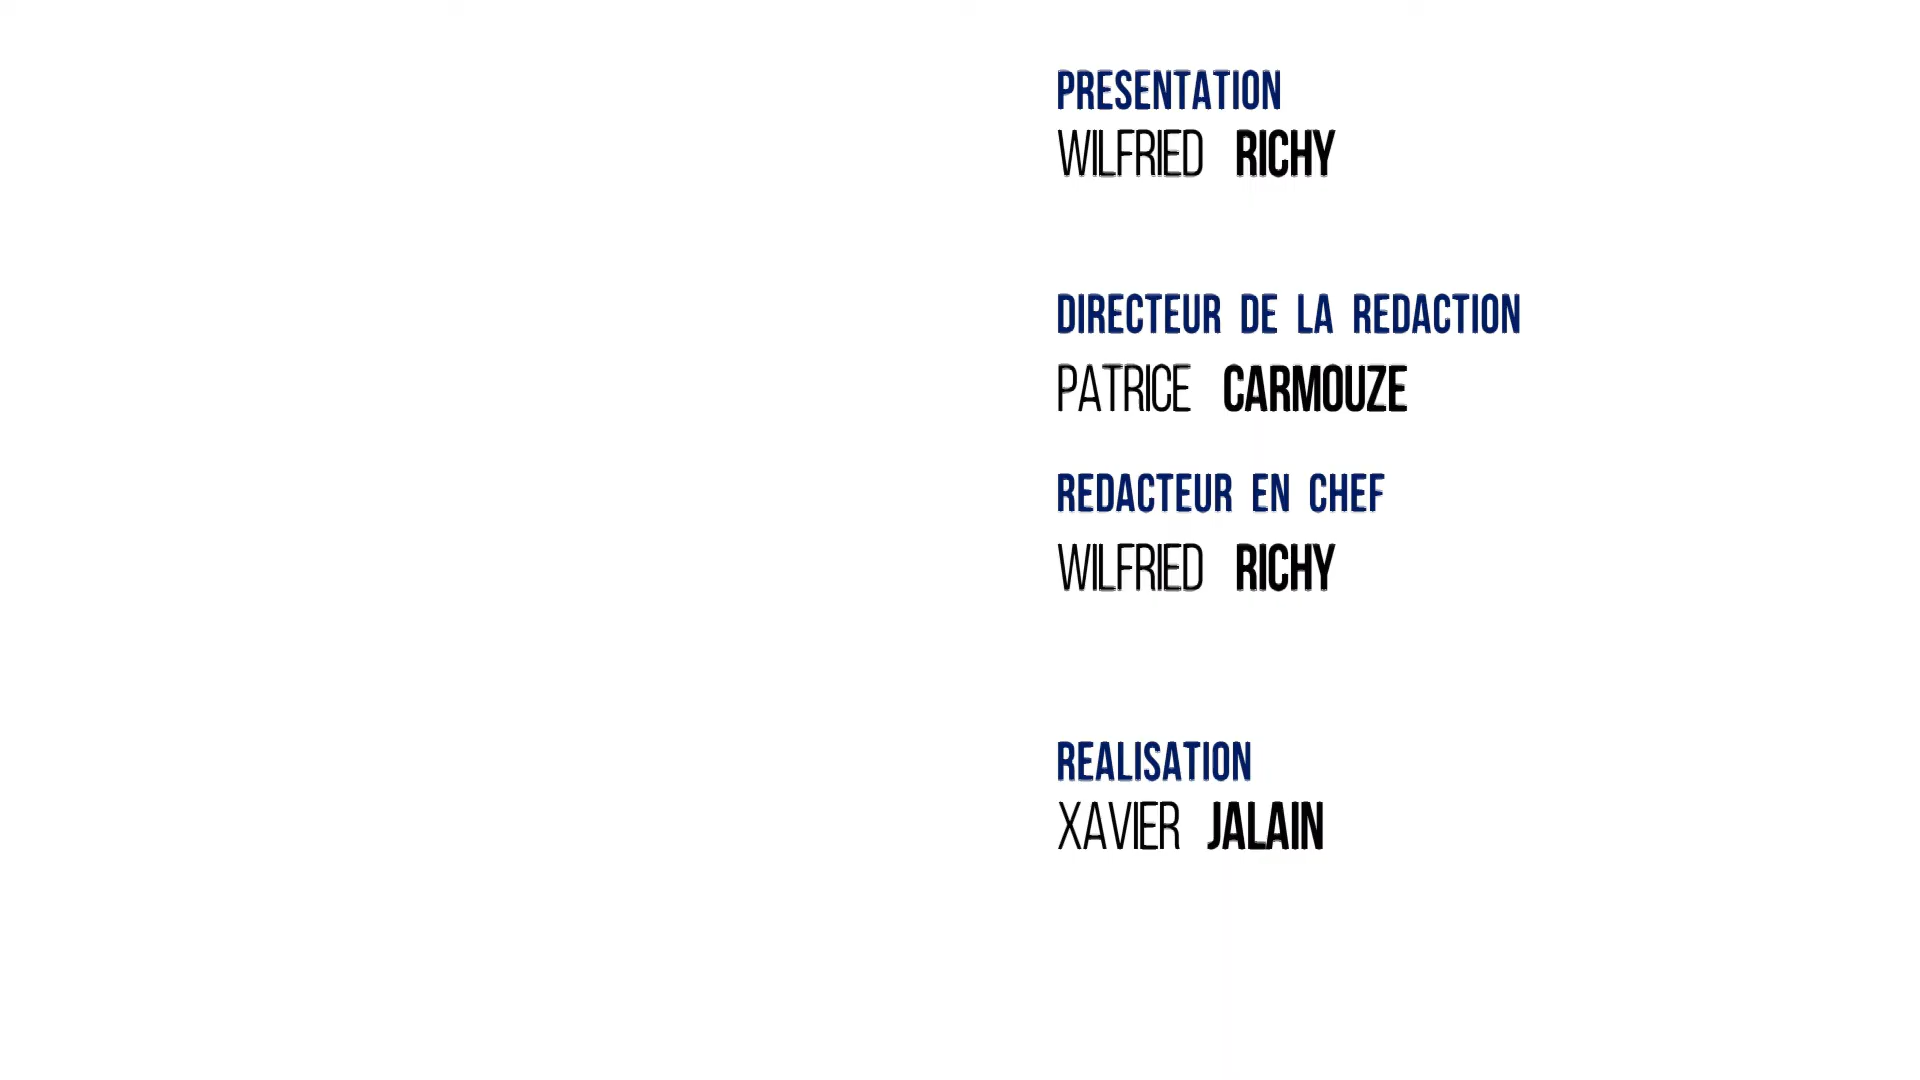 PRESENTATION
WILFRIED RICHY
DIRECTEUR DE LA REDACTION
PATRICE CARMOUZE
REDACTEUR EN CHEF
WILFRIED RICHY
REALISATION
XAVIER JALAIN